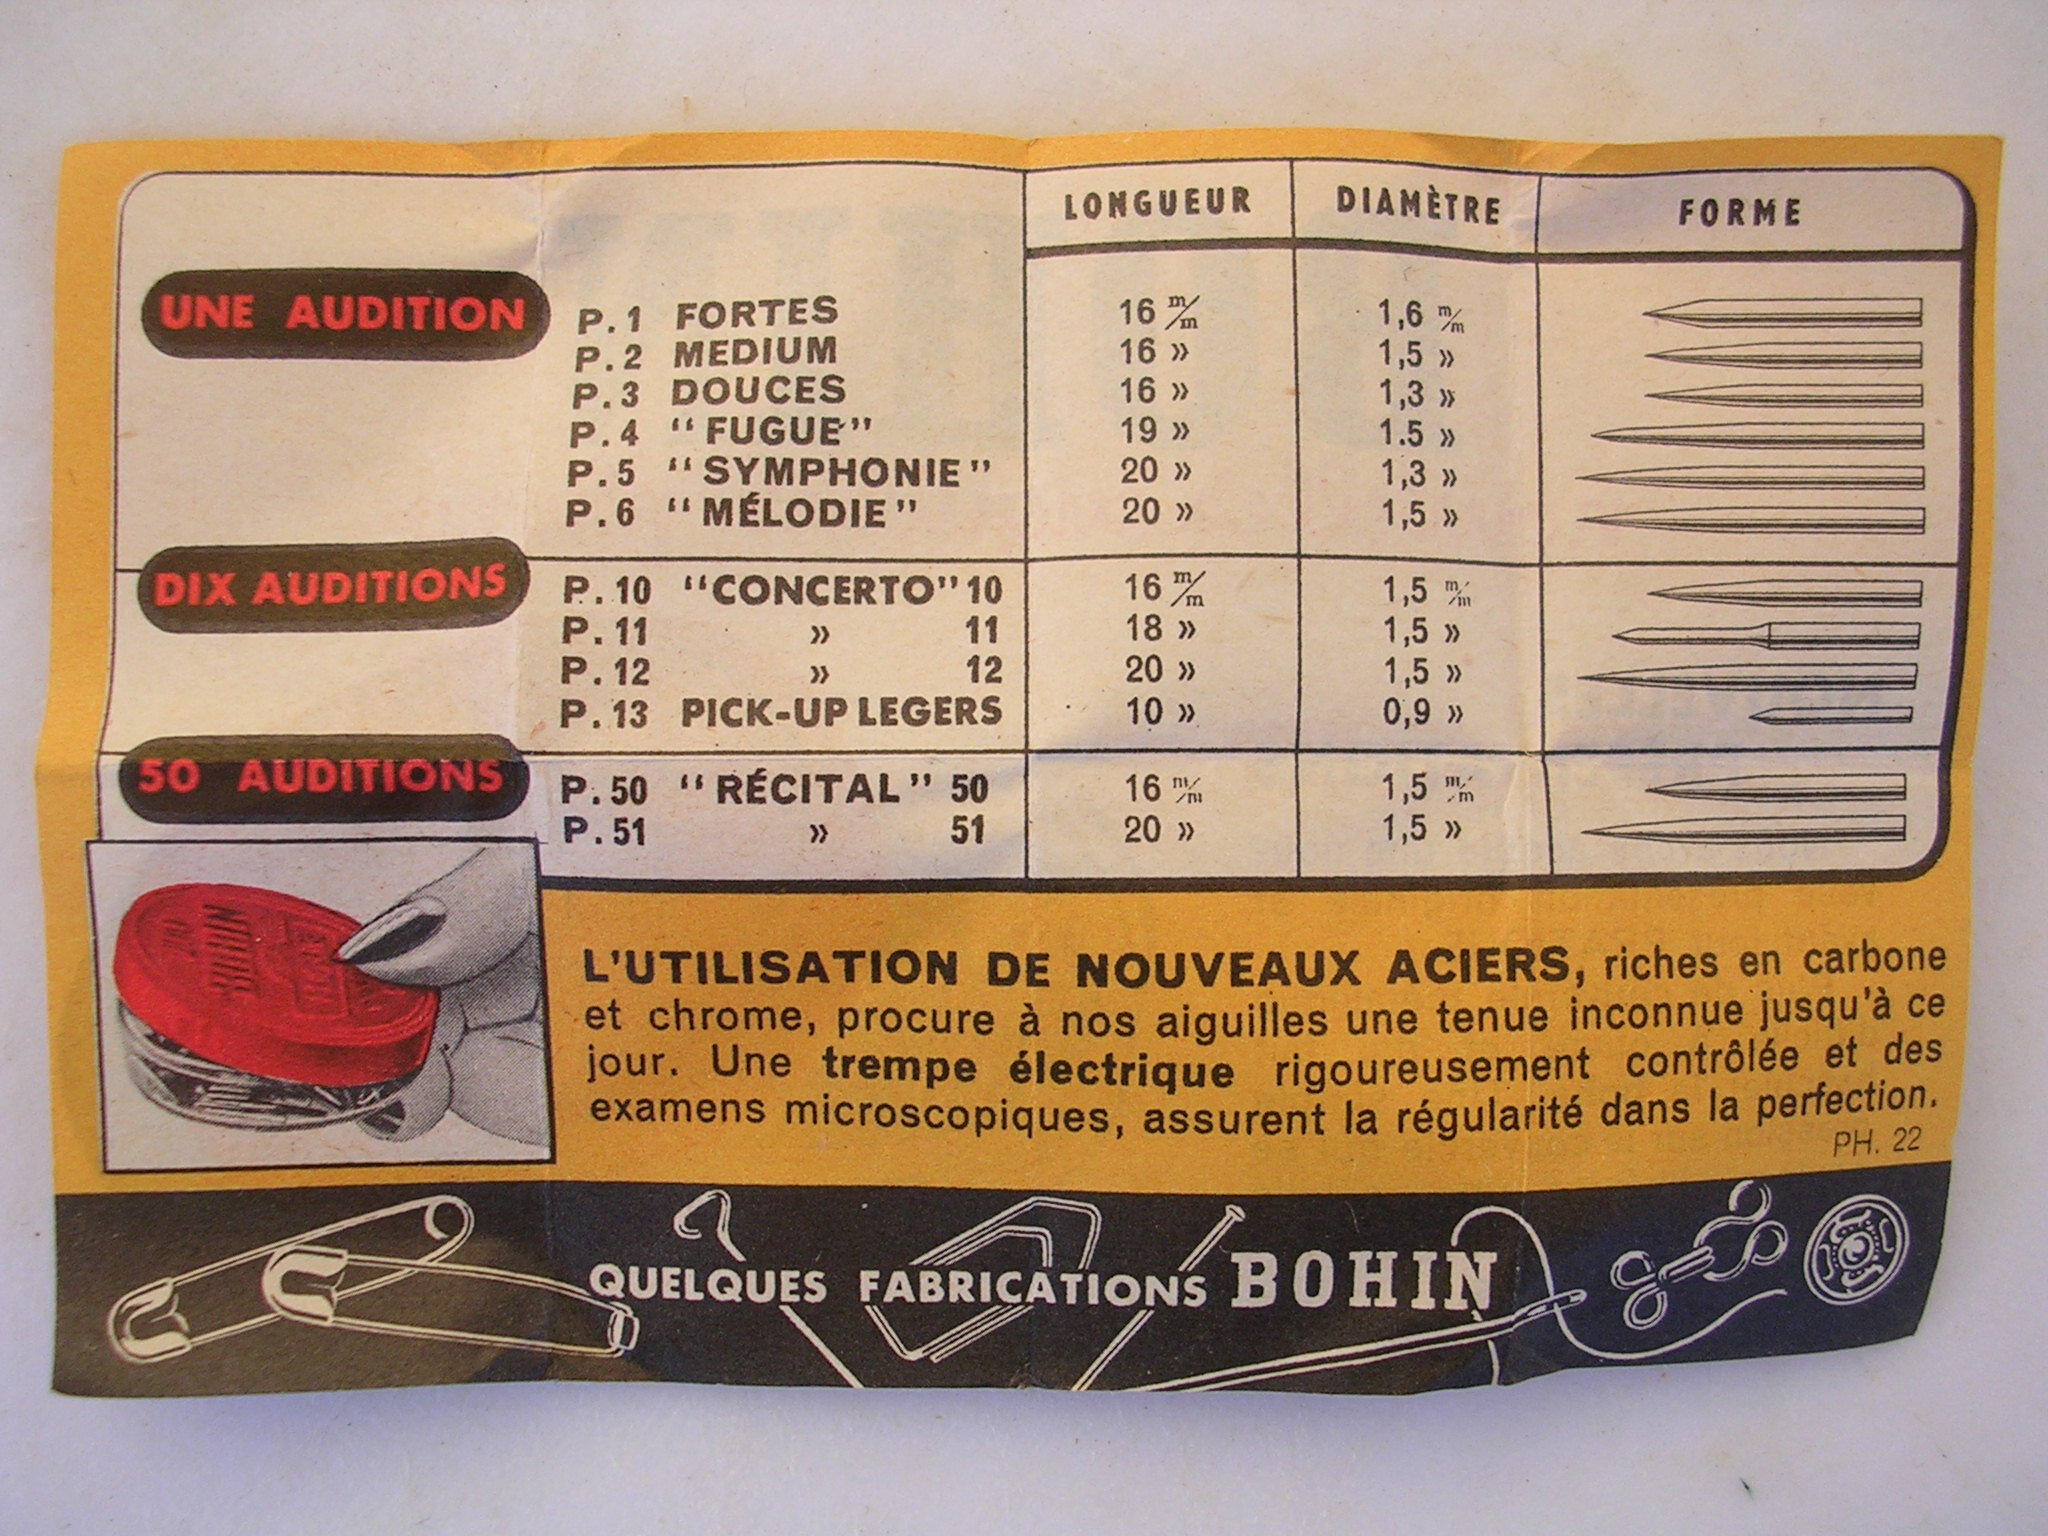 LONGUEUR DIAMÈTRE FORME
UNE AUDITION
P.1 FORTES 16 m/m 1,6 m/m
P.2 MEDIUM 16 » 1,5 »
P.3 DOUCES 16 » 1,3 »
P.4 “FUGUE” 19 » 1.5 »
P.5 “SYMPHONIE” 20 » 1,3 »
P.6 “MÉLODIE” 20 » 1,5 »
DIX AUDITIONS
P.10 “CONCERTO” 10 16 m/m 1,5 m/m
P.11 » 11 18 » 1,5 »
P.12 » 12 20 » 1,5 »
P.13 PICK-UP LEGERS 10 » 0,9 »
50 AUDITIONS
P.50 “RÉCITAL” 50 16 m/m 1,5 m/m
P.51 » 51 20 » 1,5 »
BOHIN
L'UTILISATION DE NOUVEAUX ACIERS, riches en carbone
et chrome, procure à nos aiguilles une tenue inconnue jusqu'à ce
jour. Une trempe électrique rigoureusement contrôlée et des
examens microscopiques, assurent la régularité dans la perfection.
PH. 22
QUELQUES FABRICATIONS BOHIN